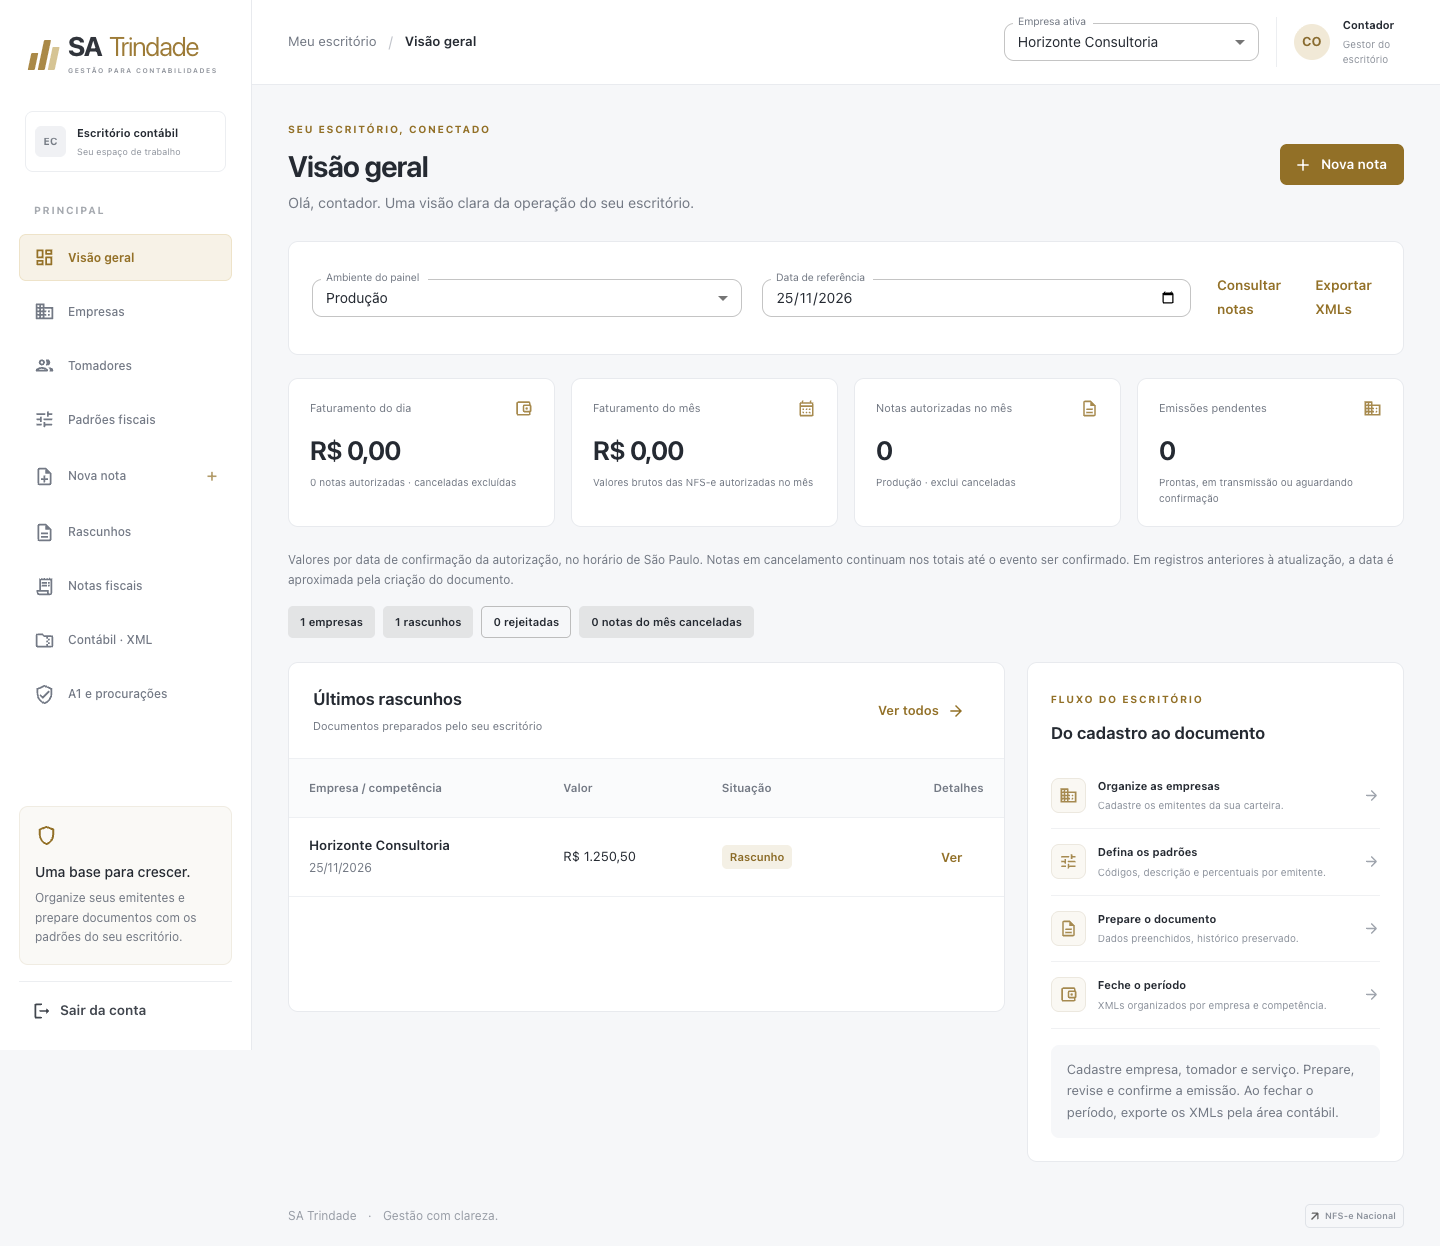 SA Trindade
GESTÃO PARA CONTABILIDADES
EC
Escritório contábil
Seu espaço de trabalho
PRINCIPAL
Visão geral
Empresas
Tomadores
Padrões fiscais
Nova nota
+
Rascunhos
Notas fiscais
Contábil · XML
A1 e procurações
Uma base para crescer.
Organize seus emitentes e
prepare documentos com os
padrões do seu escritório.
Sair da conta
Meu escritório / Visão geral
Empresa ativa
Horizonte Consultoria
CO
Contador
Gestor do
escritório
SEU ESCRITÓRIO, CONECTADO
Visão geral
Olá, contador. Uma visão clara da operação do seu escritório.
+ Nova nota
Ambiente do painel
Produção
Data de referência
25/11/2026
Consultar
notas
Exportar
XMLs
Faturamento do dia
R$ 0,00
0 notas autorizadas · canceladas excluídas
Faturamento do mês
R$ 0,00
Valores brutos das NFS-e autorizadas no mês
Notas autorizadas no mês
0
Produção · exclui canceladas
Emissões pendentes
0
Prontas, em transmissão ou aguardando
confirmação
Valores por data de confirmação da autorização, no horário de São Paulo. Notas em cancelamento continuam nos totais até o evento ser confirmado. Em registros anteriores à atualização, a data é
aproximada pela criação do documento.
1 empresas
1 rascunhos
0 rejeitadas
0 notas do mês canceladas
Últimos rascunhos
Documentos preparados pelo seu escritório
Ver todos
Empresa / competência Valor Situação Detalhes
Horizonte Consultoria
25/11/2026
R$ 1.250,50
Rascunho
Ver
FLUXO DO ESCRITÓRIO
Do cadastro ao documento
Organize as empresas
Cadastre os emitentes da sua carteira.
Defina os padrões
Códigos, descrição e percentuais por emitente.
Prepare o documento
Dados preenchidos, histórico preservado.
Feche o período
XMLs organizados por empresa e competência.
Cadastre empresa, tomador e serviço. Prepare,
revise e confirme a emissão. Ao fechar o
período, exporte os XMLs pela área contábil.
SA Trindade · Gestão com clareza.
NFS-e Nacional